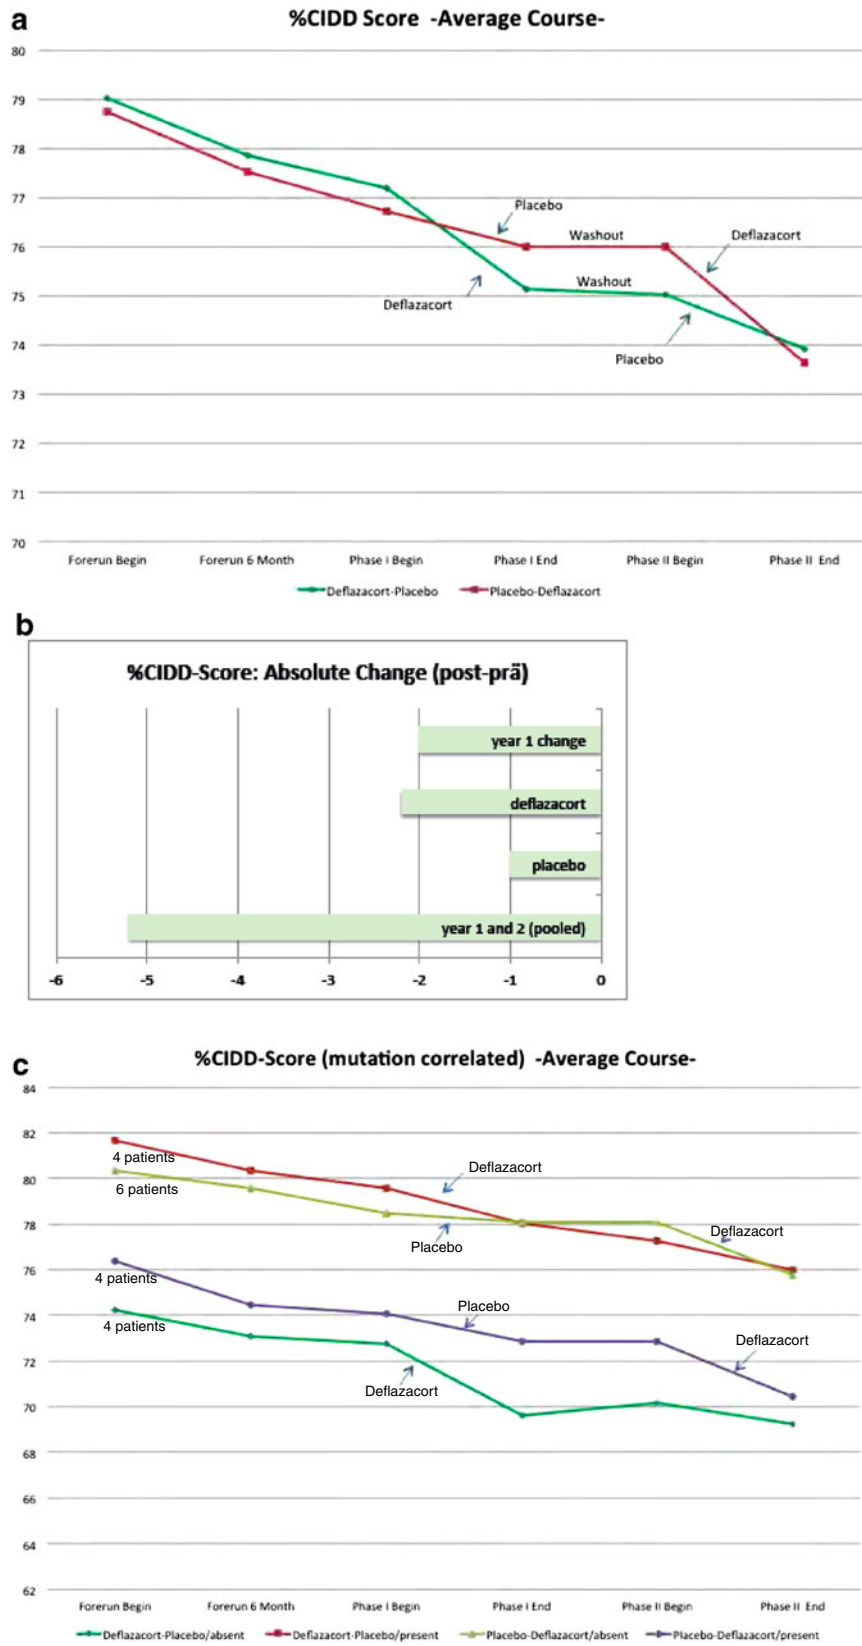 a
%CIDD Score -Average Course-
80
79
78
77
76
75
74
73
72
71
70
Placebo
Washout
Deflazacort
Deflazacort
Washout
Placebo
Forerun Begin Forerun 6 Month Phase I Begin Phase I End Phase II Begin Phase II End
Deflazacort-Placebo Placebo-Deflazacort
b
%CIDD-Score: Absolute Change (post-prä)
year 1 change
deflazacort
placebo
year 1 and 2 (pooled)
-6 -5 -4 -3 -2 -1 0
c
%CIDD-Score (mutation correlated) -Average Course-
84
82
80
78
76
74
72
70
68
66
64
62
4 patients
Deflazacort
6 patients
Placebo
Deflazacort
4 patients
Placebo
4 patients
Deflazacort
Deflazacort
Forerun Begin Forerun 6 Month Phase I Begin Phase I End Phase II Begin Phase II End
Deflazacort-Placebo/absent Deflazacort-Placebo/present Placebo-Deflazacort/absent Placebo-Deflazacort/present